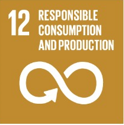 12 RESPONSIBLE
CONSUMPTION
AND PRODUCTION